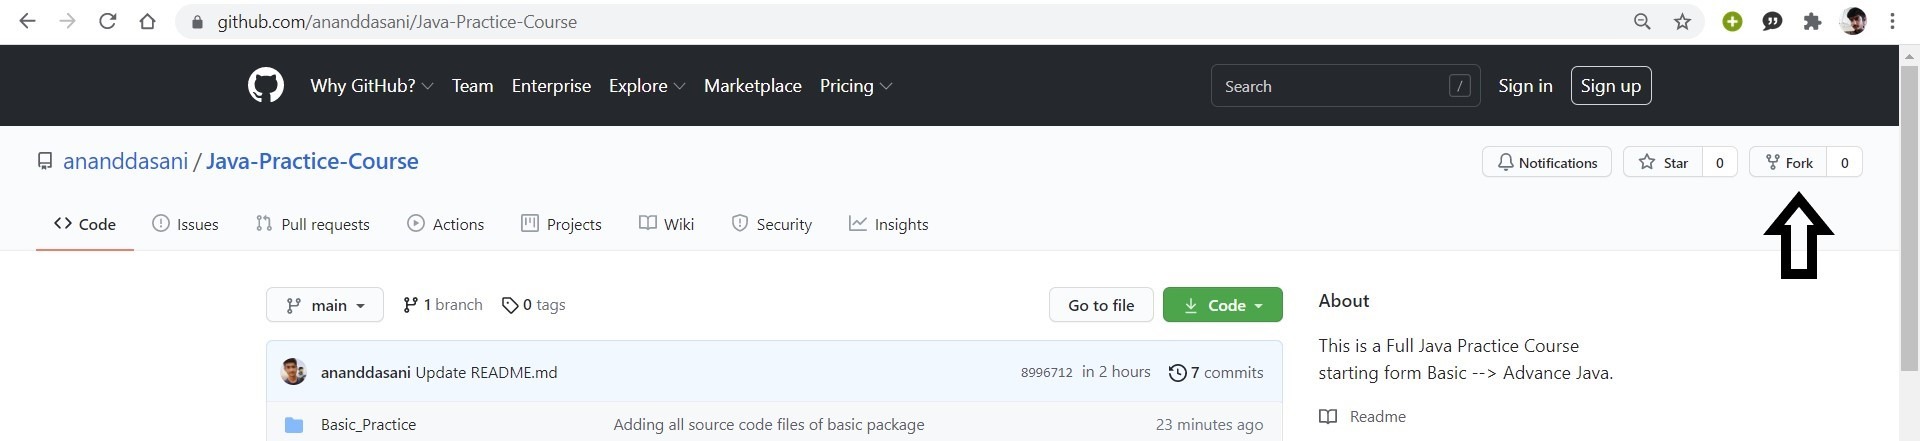 github.com/ananddasani/Java-Practice-Course
Why GitHub? Team Enterprise Explore Marketplace Pricing Search / Sign in Sign up
ananddasani / Java-Practice-Course Notifications Star 0 Fork 0
Code Issues Pull requests Actions Projects Wiki Security Insights
main 1 branch 0 tags Go to file Code About
This is a Full Java Practice Course
starting form Basic --> Advance Java.
ananddasani Update README.md 8996712 in 2 hours 7 commits
Readme
Basic_Practice Adding all source code files of basic package 23 minutes ago